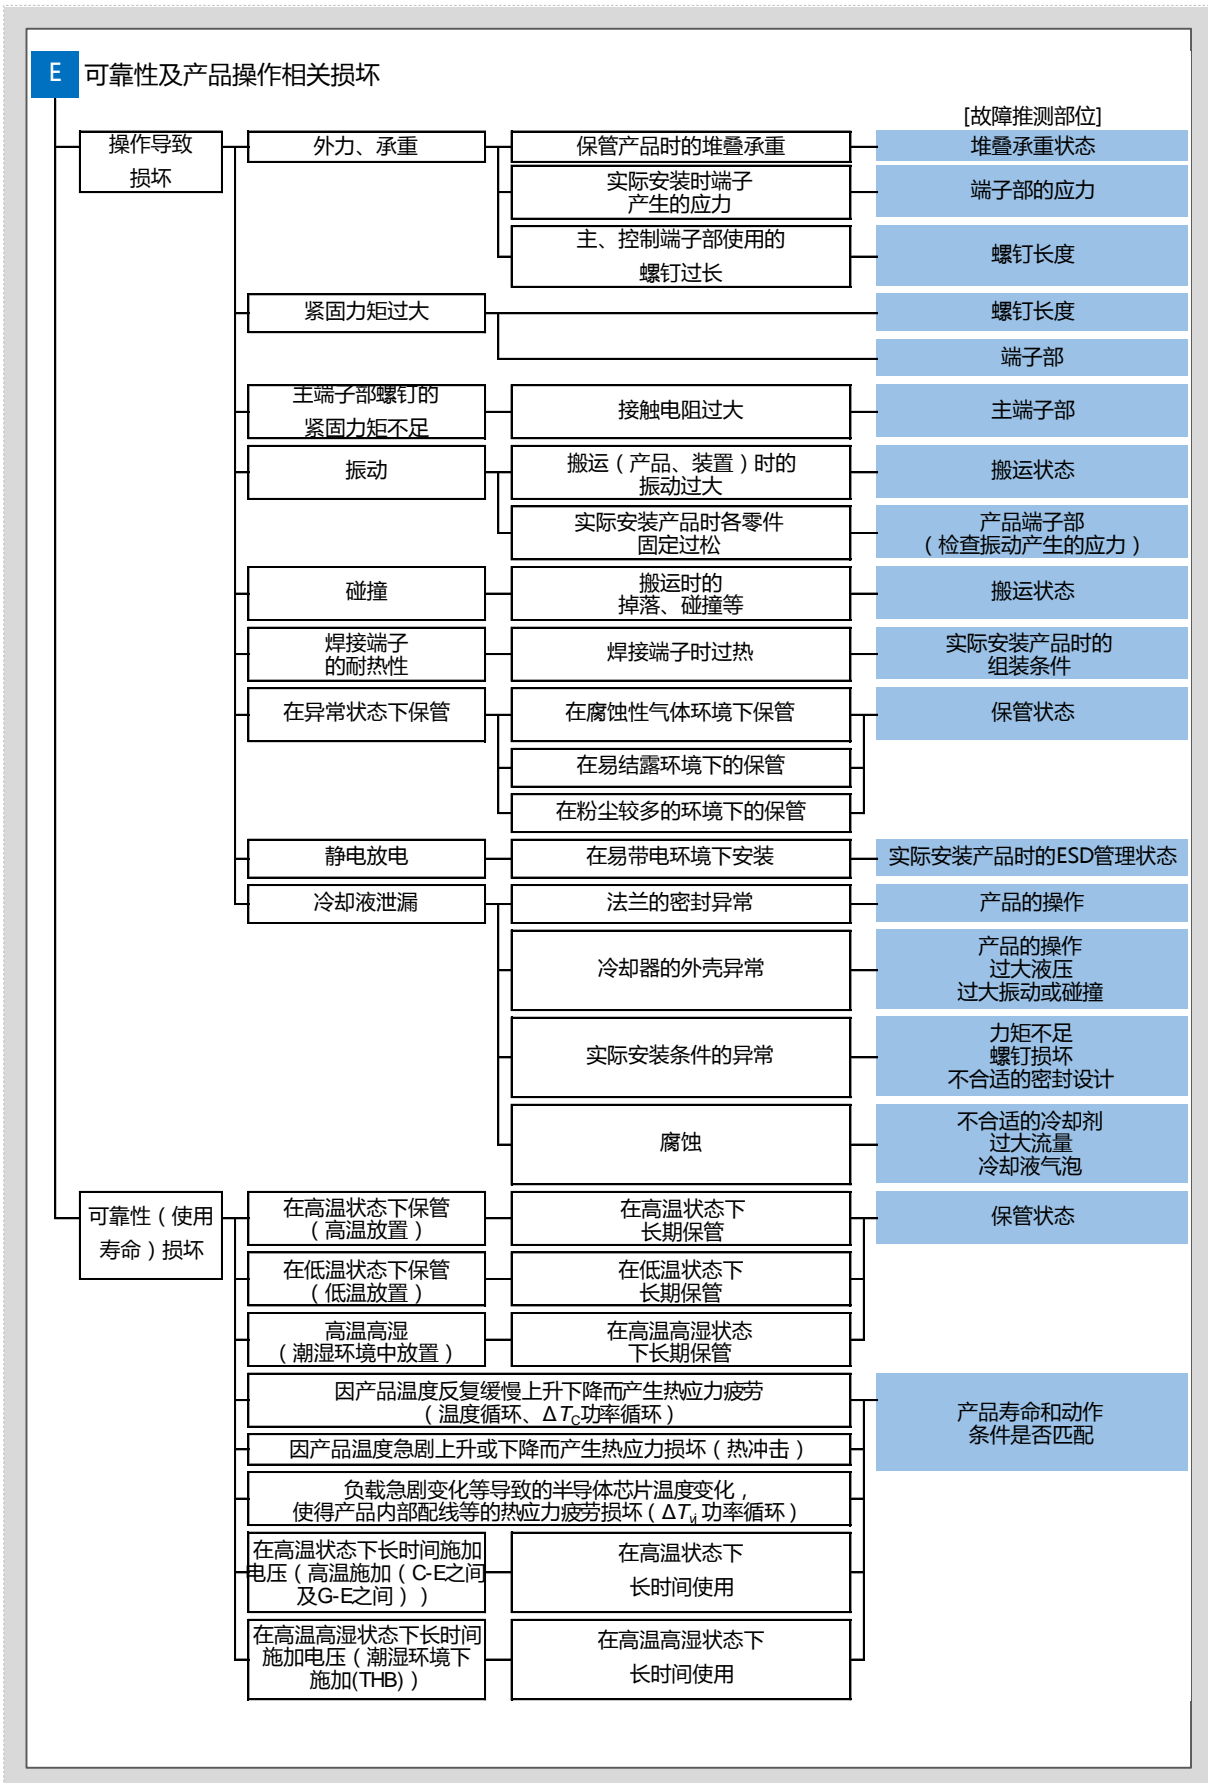 E 可靠性及产品操作相关损坏
[故障推测部位]
操作导致
损坏
外力、承重
保管产品时的堆叠承重
堆叠承重状态
实际安装时端子
产生的应力
端子部的应力
主、控制端子部使用的
螺钉过长
螺钉长度
紧固力矩过大
螺钉长度
端子部
主端子部螺钉的
紧固力矩不足
接触电阻过大
主端子部
振动
搬运（产品、装置）时的
振动过大
搬运状态
实际安装产品时各零件
固定过松
产品端子部
（检查振动产生的应力）
碰撞
搬运时的
掉落、碰撞等
搬运状态
焊接端子
的耐热性
焊接端子时过热
实际安装产品时的
组装条件
在异常状态下保管
在腐蚀性气体环境下保管
保管状态
在易结露环境下的保管
在粉尘较多的环境下的保管
静电放电
在易带电环境下安装
实际安装产品时的ESD管理状态
冷却液泄漏
法兰的密封异常
产品的操作
冷却器的外壳异常
产品的操作
过大液压
过大振动或碰撞
实际安装条件的异常
力矩不足
螺钉损坏
不合适的密封设计
腐蚀
不合适的冷却剂
过大流量
冷却液气泡
可靠性（使用
寿命）损坏
在高温状态下保管
（高温放置）
在高温状态下
长期保管
保管状态
在低温状态下保管
（低温放置）
在低温状态下
长期保管
高温高湿
（潮湿环境中放置）
在高温高湿状态
下长期保管
因产品温度反复缓慢上升下降而产生热应力疲劳
（温度循环、ΔTC功率循环）
产品寿命和动作
条件是否匹配
因产品温度急剧上升或下降而产生热应力损坏（热冲击）
负载急剧变化等导致的半导体芯片温度变化，
使得产品内部配线等的热应力疲劳损坏（ΔTvj 功率循环）
在高温状态下长时间施加
电压（高温施加（C-E之间
及G-E之间））
在高温状态下
长时间使用
在高温高湿状态下长时间
施加电压（潮湿环境下
施加(THB)）
在高温高湿状态下
长时间使用